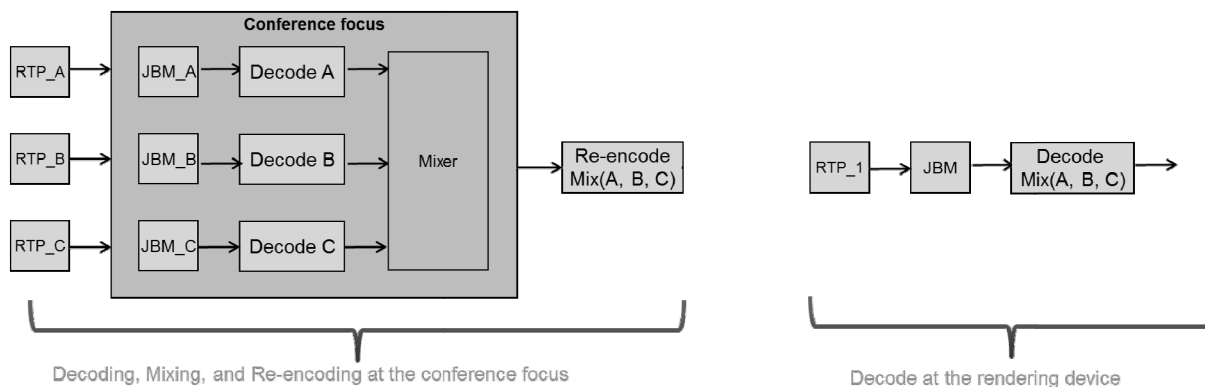 Conference focus
RTP_A
JBM_A
Decode A
RTP_B
JBM_B
Decode B
Mixer
RTP_C
JBM_C
Decode C
Re-encode
Mix(A, B, C)
Decoding, Mixing, and Re-encoding at the conference focus
RTP_1
JBM
Decode
Mix(A, B, C)
Decode at the rendering device